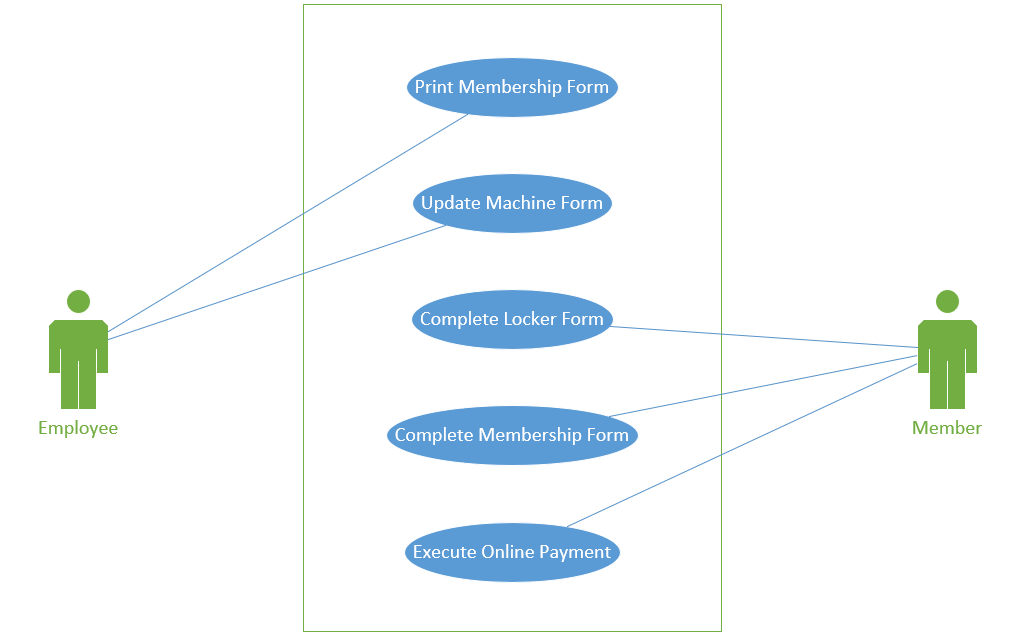 Print Membership Form
Update Machine Form
Complete Locker Form
Employee
Member
Complete Membership Form
Execute Online Payment